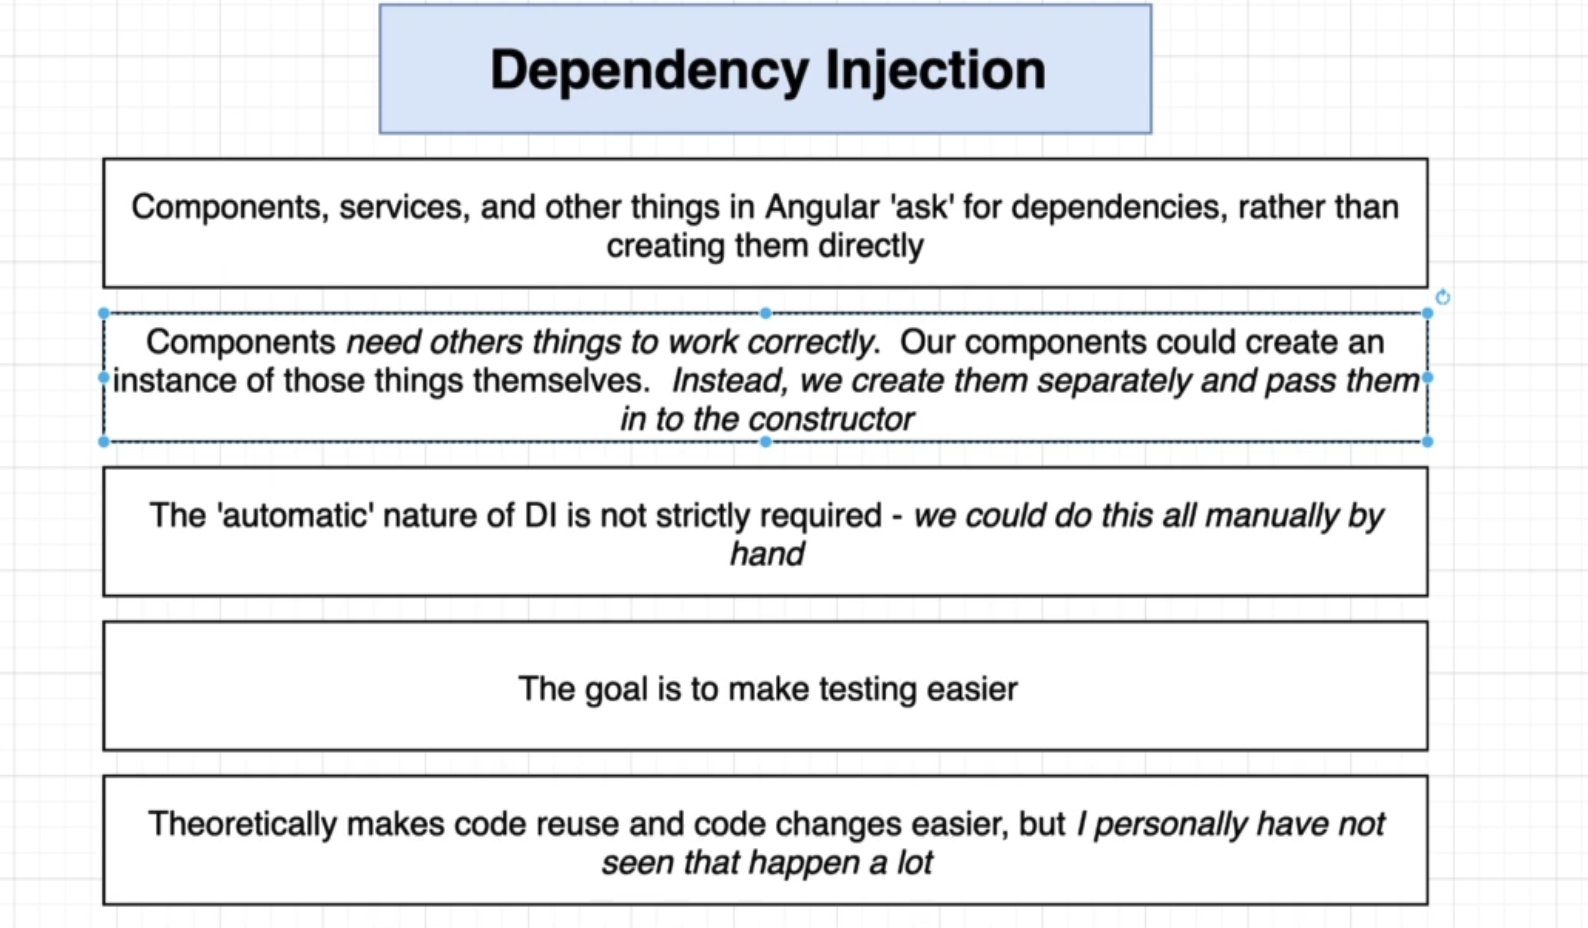 Dependency Injection
Components, services, and other things in Angular 'ask' for dependencies, rather than
creating them directly
Components need others things to work correctly.  Our components could create an
instance of those things themselves.  Instead, we create them separately and pass them
in to the constructor
The 'automatic' nature of DI is not strictly required - we could do this all manually by
hand
The goal is to make testing easier
Theoretically makes code reuse and code changes easier, but I personally have not
seen that happen a lot